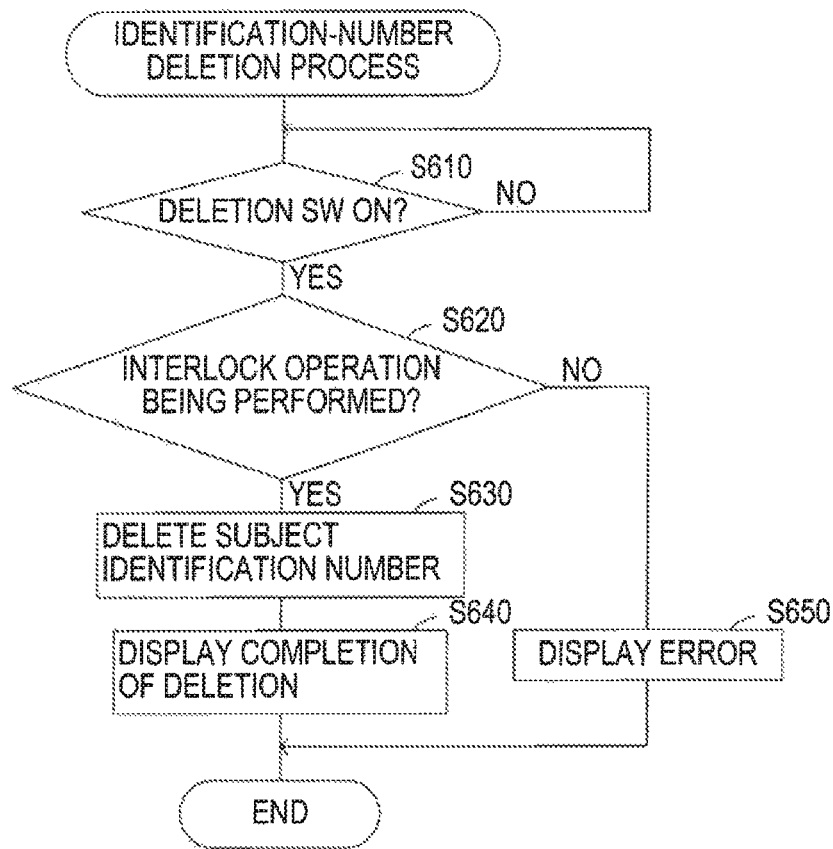 IDENTIFICATION-NUMBER
DELETION PROCESS
S610
DELETION SW ON?
NO
YES
S620
INTERLOCK OPERATION
BEING PERFORMED?
NO
YES
S630
DELETE SUBJECT
IDENTIFICATION NUMBER
S640
DISPLAY COMPLETION
OF DELETION
S650
DISPLAY ERROR
END